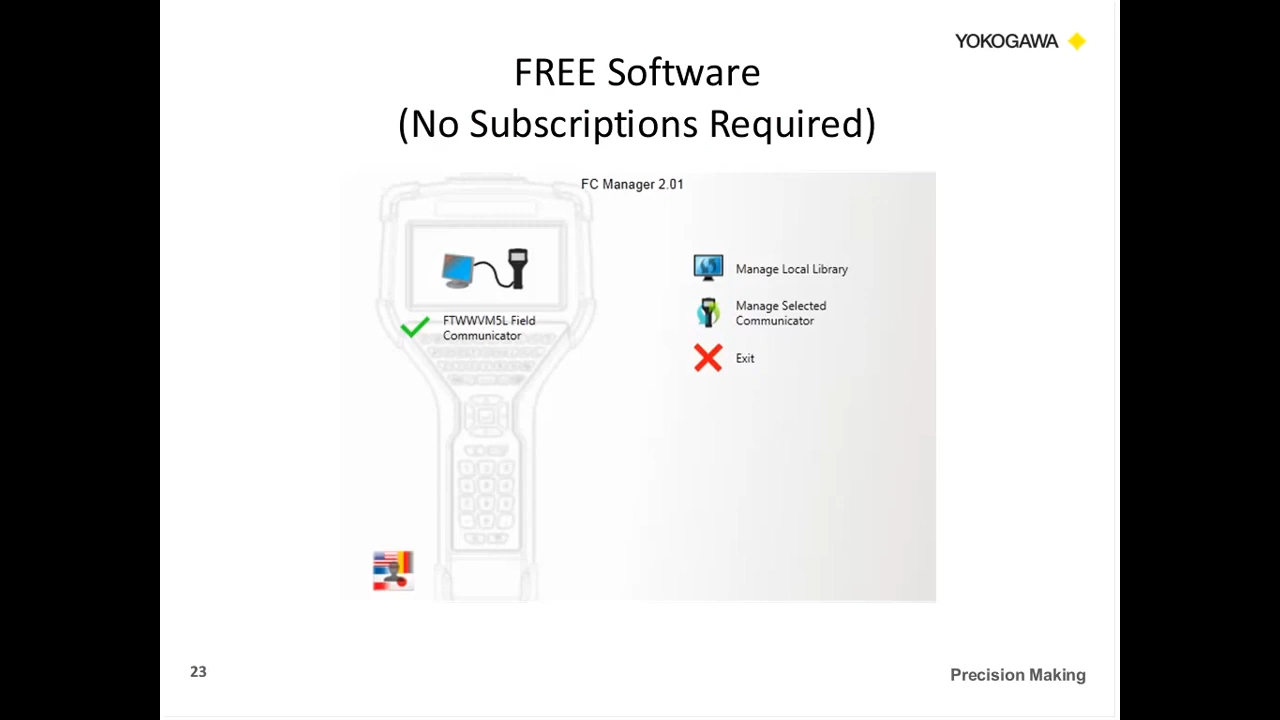 YOKOGAWA
FREE Software
(No Subscriptions Required)
FC Manager 2.01
FTWWVM5L Field
Communicator
Manage Local Library
Manage Selected
Communicator
Exit
23
Precision Making